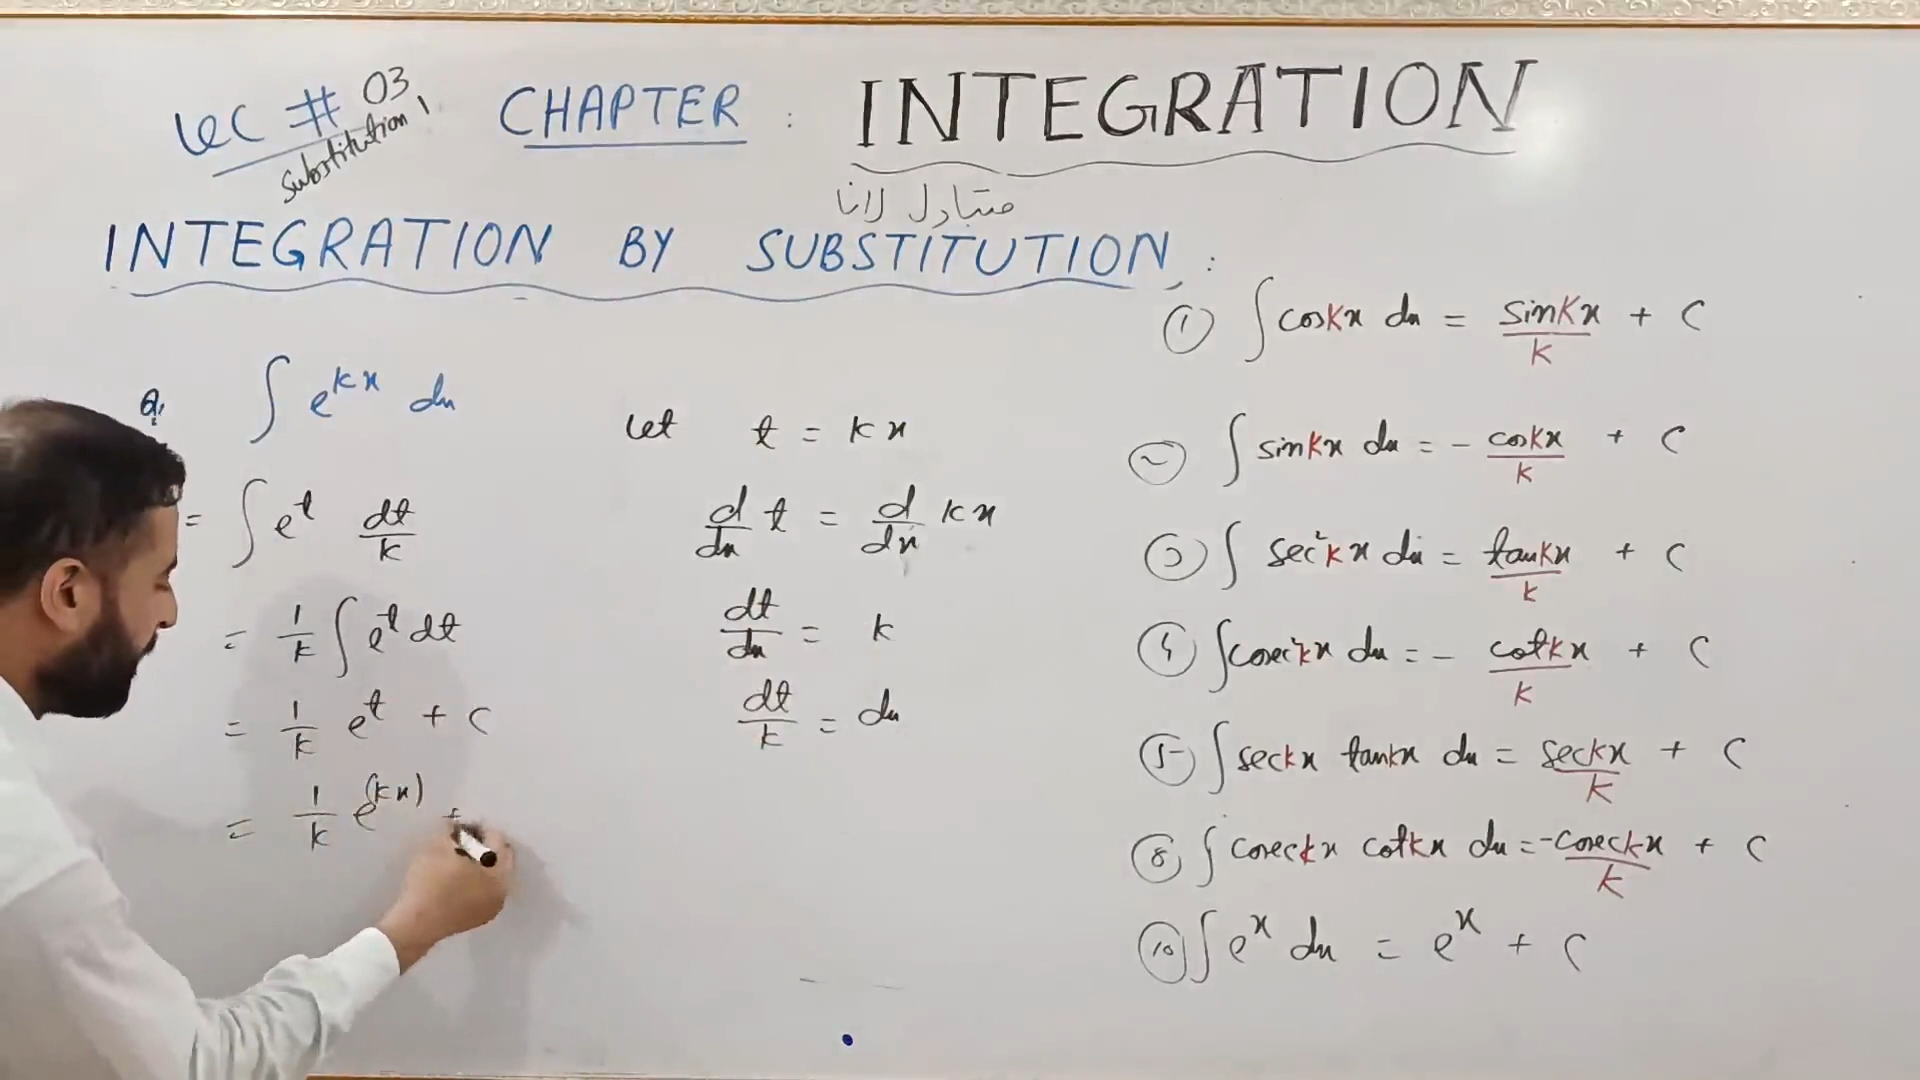 Lec # 03
Substitution 1
CHAPTER : INTEGRATION
متبادل لانا
INTEGRATION BY SUBSTITUTION :
Q. ∫ e^{kx} dx
= ∫ e^t dt/k
= 1/k ∫ e^t dt
= 1/k e^t + c
= 1/k e^{(kx)} +
Let t = kx
d/dx t = d/dx kx
dt/dx = k
dt/k = dx
① ∫ coskx dx = sinkx/k + c
② ∫ sinkx dx = - coskx/k + c
③ ∫ sec²kx dx = tankx/k + c
④ ∫ cosec²kx dx = - cotkx/k + c
⑤ ∫ seckx tankx dx = seckx/k + c
⑧ ∫ coseckx cotkx dx = -coseckx/k + c
⑩ ∫ e^x dx = e^x + c